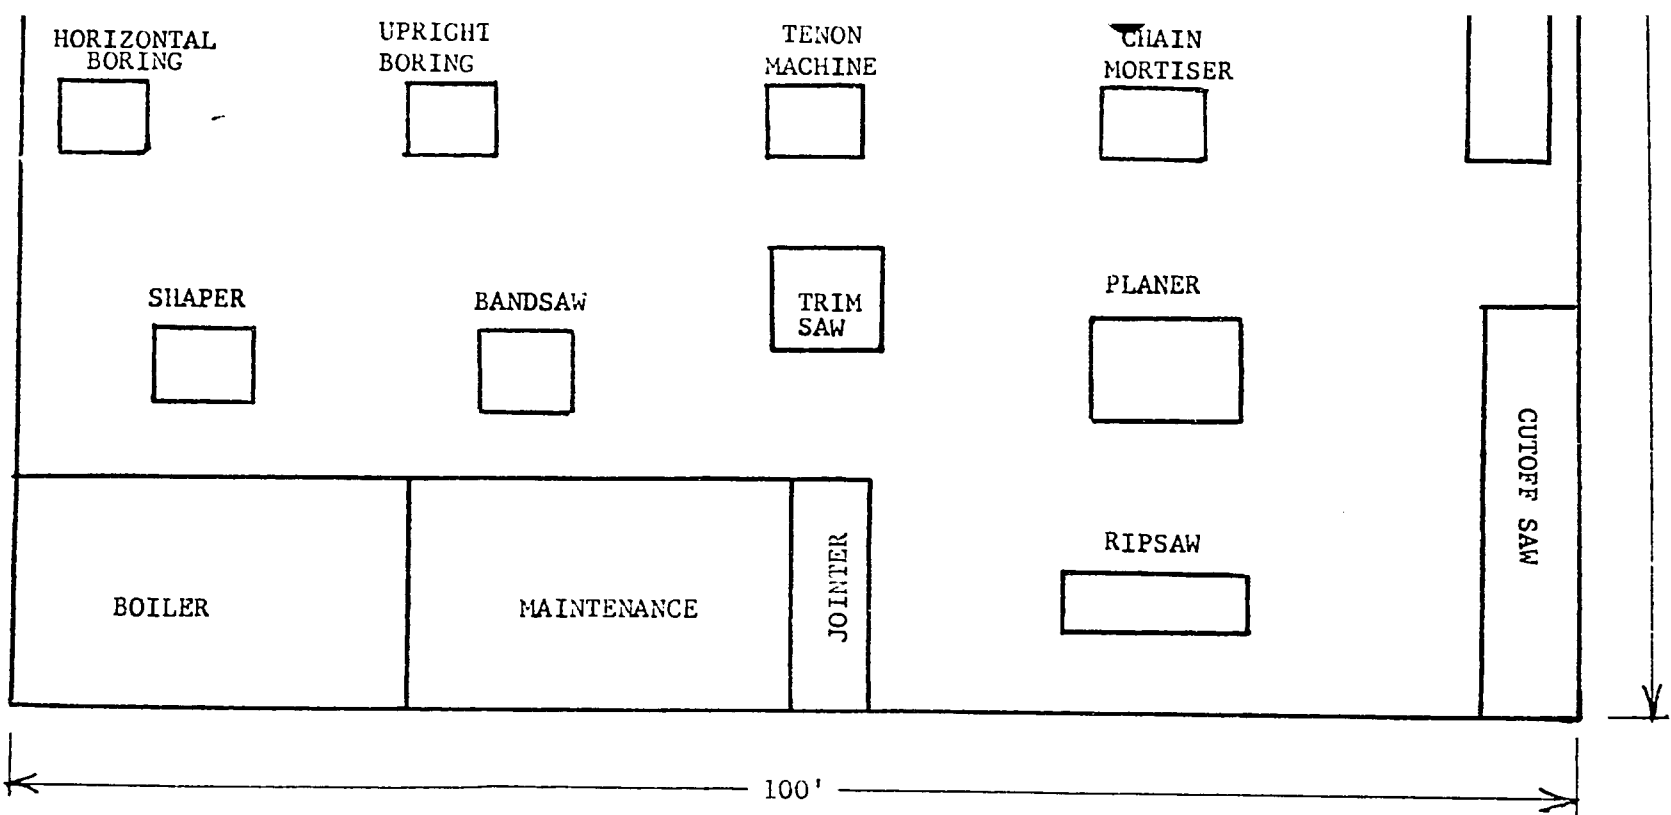 HORIZONTAL
BORING
UPRIGHT
BORING
TENON
MACHINE
CHAIN
MORTISER
SHAPER
BANDSAW
TRIM
SAW
PLANER
CUTOFF SAW
RIPSAW
JOINTER
BOILER
MAINTENANCE
100'